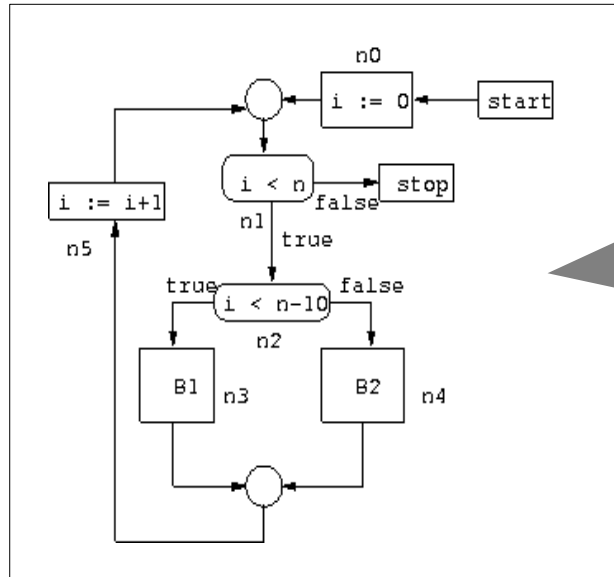 n0
i := 0
start
i < n
stop
false
n1
i := i+1
n5
true
true
i < n-10
false
n2
B1
n3
B2
n4